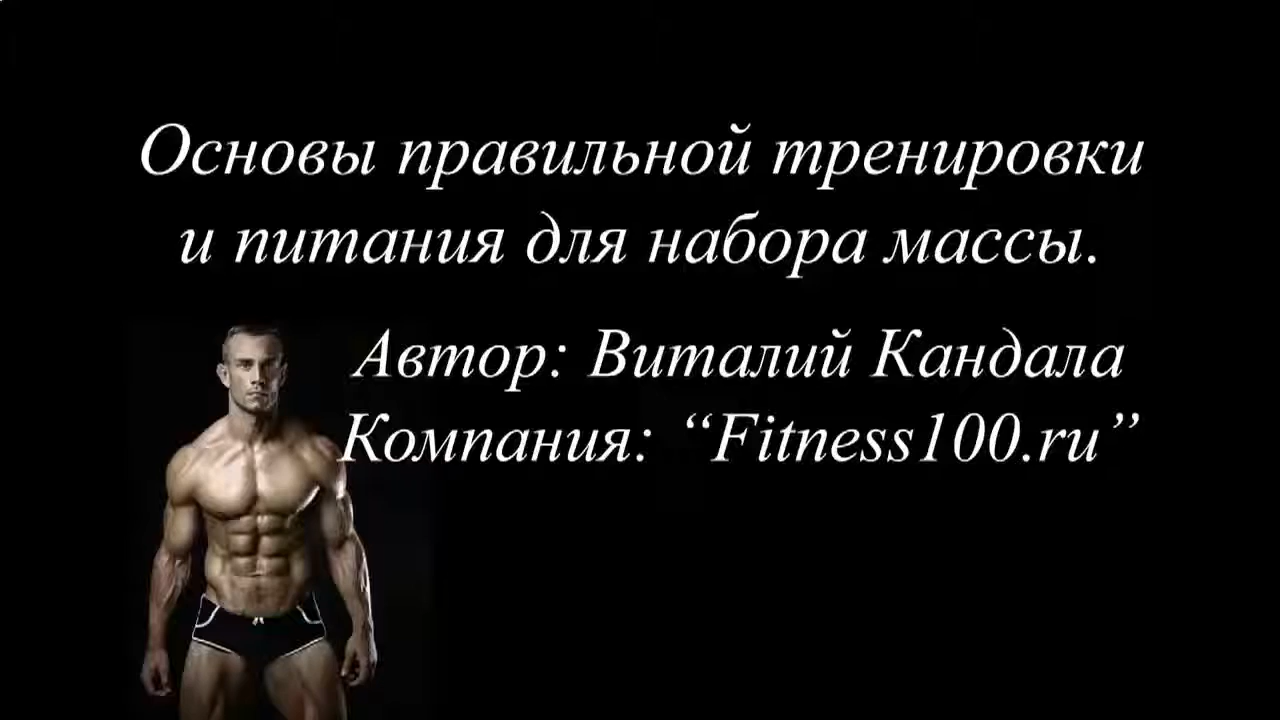 Основы правильной тренировки
и питания для набора массы.
Автор: Виталий Кандала
Компания: “Fitness100.ru”